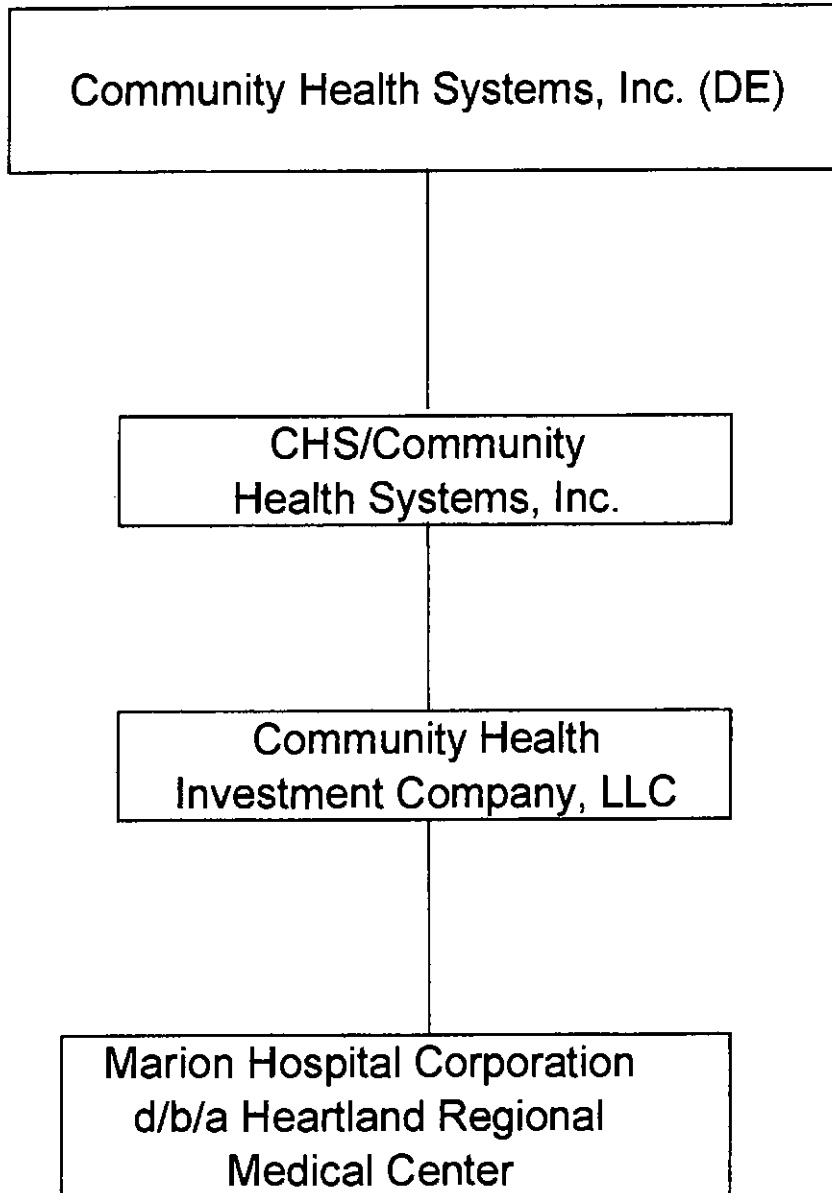 Community Health Systems, Inc. (DE)
CHS/Community
Health Systems, Inc.
Community Health
Investment Company, LLC
Marion Hospital Corporation
d/b/a Heartland Regional
Medical Center